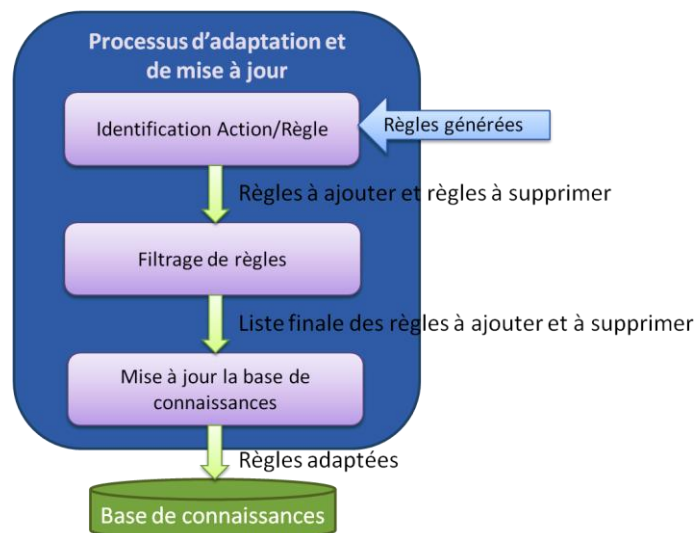 Processus d'adaptation et
de mise à jour
Identification Action/Règle
Règles générées
Règles à ajouter et règles à supprimer
Filtrage de règles
Liste finale des règles à ajouter et à supprimer
Mise à jour la base de
connaissances
Règles adaptées
Base de connaissances